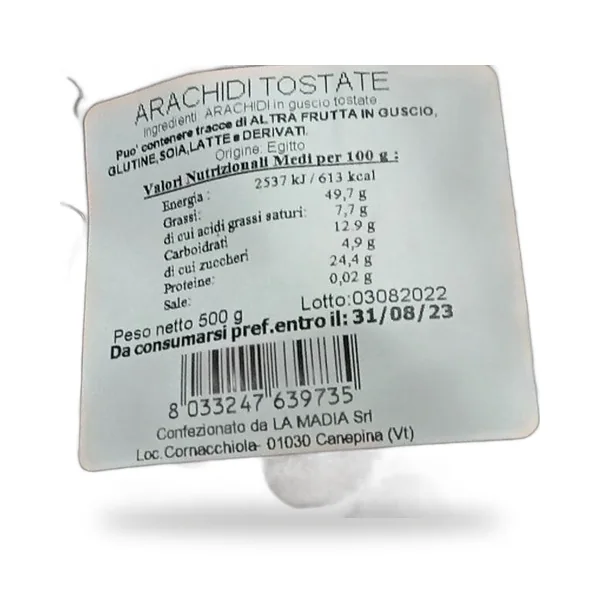 ARACHIDI TOSTATE
Ingredienti: ARACHIDI in guscio tostate
Puo' contenere tracce di ALTRA FRUTTA IN GUSCIO,
GLUTINE,SOIA,LATTE e DERIVATI.
Origine: Egitto
Valori Nutrizionali Medi per 100 g :
Energia : 2537 kJ / 613 kcal
Grassi: 49,7 g
di cui acidi grassi saturi: 7,7 g
Carboidrati 12.9 g
di cui zuccheri 4,9 g
Proteine: 24,4 g
Sale: 0,02 g
Peso netto 500 g Lotto:03082022
Da consumarsi pref.entro il: 31/08/23
8 033247 639735
Confezionato da LA MADIA Srl
Loc.Cornacchiola- 01030 Canepina (Vt)